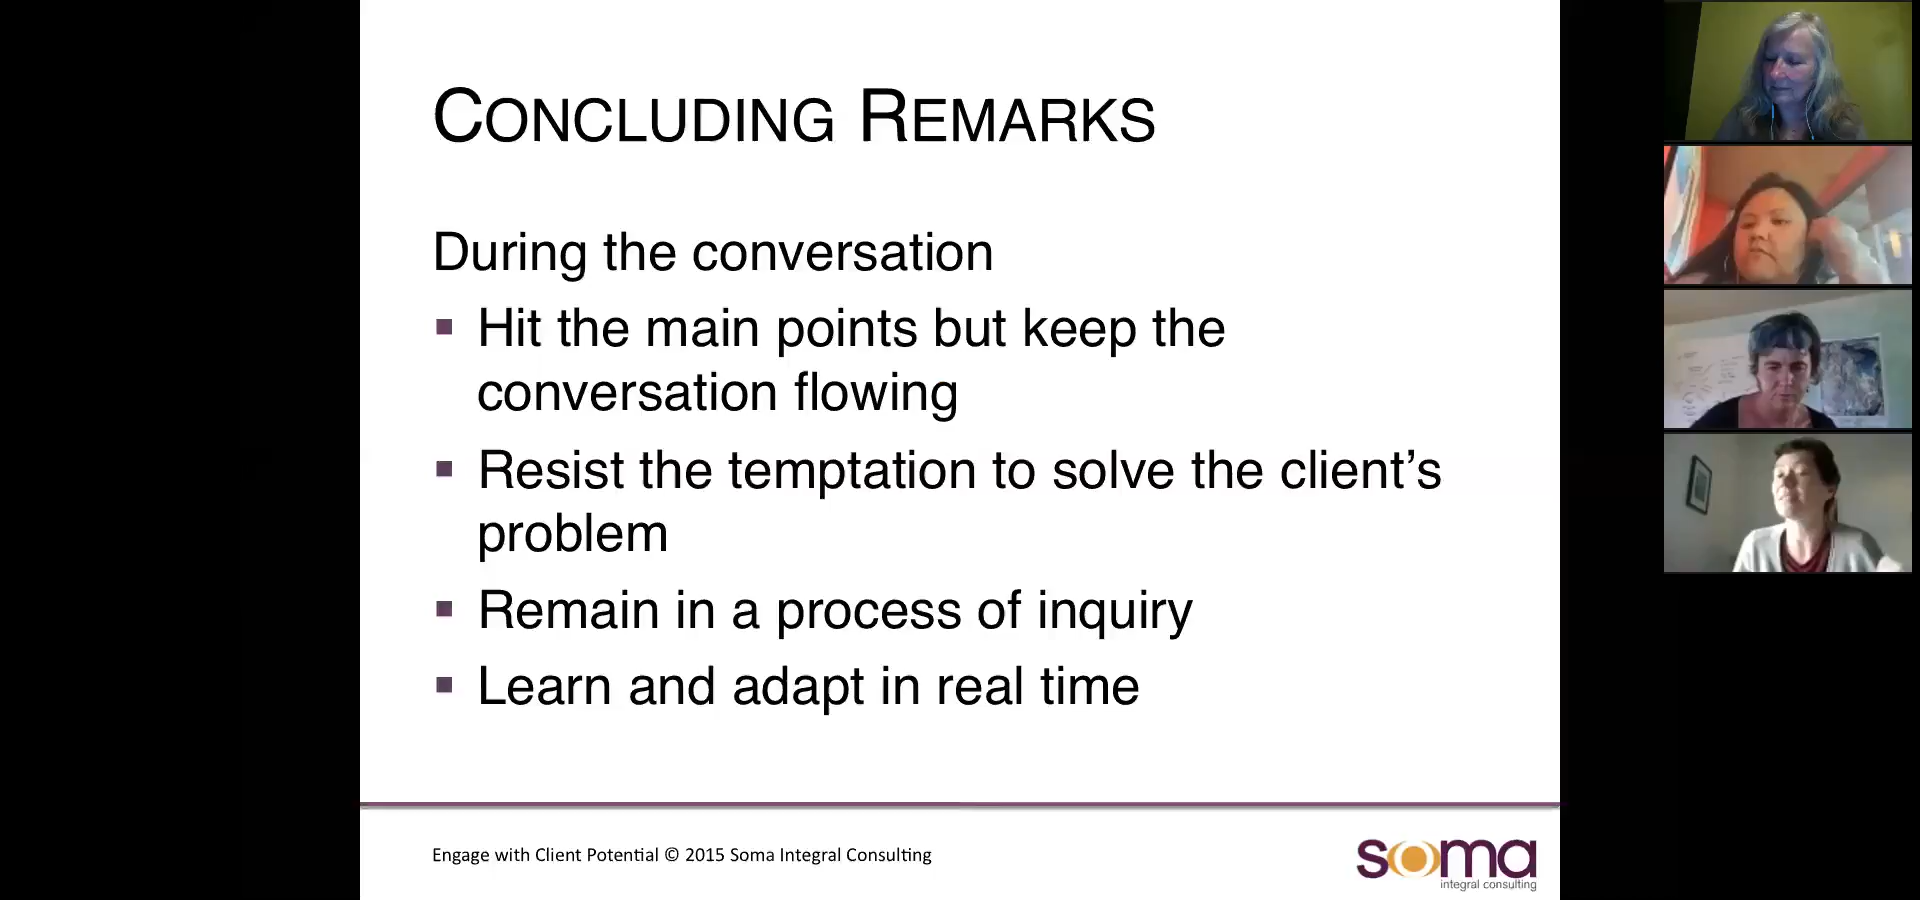 CONCLUDING REMARKS
During the conversation
▪ Hit the main points but keep the
conversation flowing
▪ Resist the temptation to solve the client’s
problem
▪ Remain in a process of inquiry
▪ Learn and adapt in real time
Engage with Client Potential © 2015 Soma Integral Consulting
soma
integral consulting